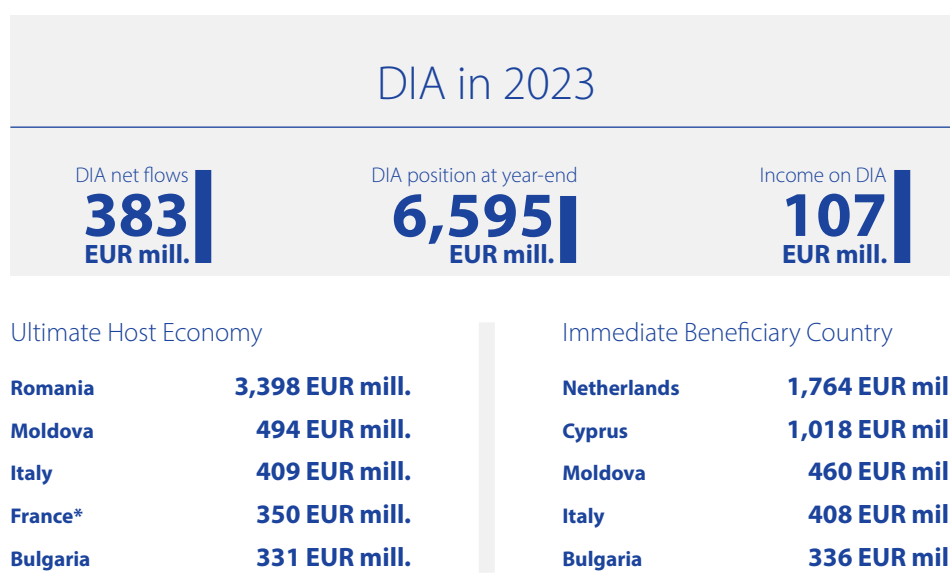 DIA in 2023
DIA net flows
383
EUR mill.
DIA position at year-end
6,595
EUR mill.
Income on DIA
107
EUR mill.
Ultimate Host Economy
Romania 3,398 EUR mill.
Moldova 494 EUR mill.
Italy 409 EUR mill.
France* 350 EUR mill.
Bulgaria 331 EUR mill.
Immediate Beneficiary Country
Netherlands 1,764 EUR mil
Cyprus 1,018 EUR mil
Moldova 460 EUR mil
Italy 408 EUR mil
Bulgaria 336 EUR mil